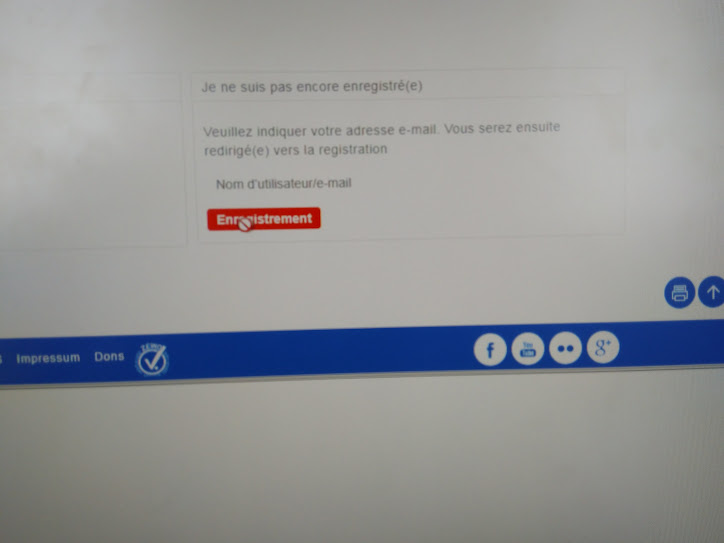 Je ne suis pas encore enregistré(e)
Veuillez indiquer votre adresse e-mail. Vous serez ensuite
redirigé(e) vers la registration
Nom d'utilisateur/e-mail
Enregistrement
Impressum Dons
ZEWO
f
You
Tube
g+